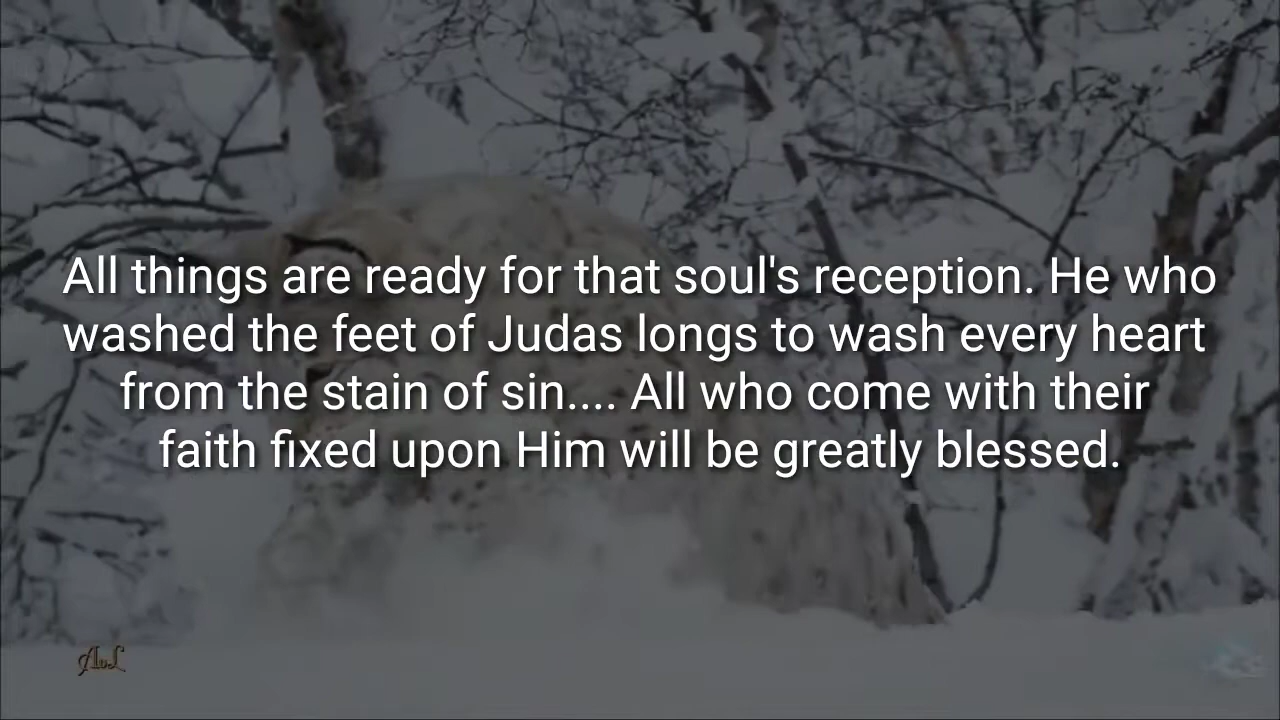 All things are ready for that soul's reception. He who
washed the feet of Judas longs to wash every heart
from the stain of sin.... All who come with their
faith fixed upon Him will be greatly blessed.
AoL